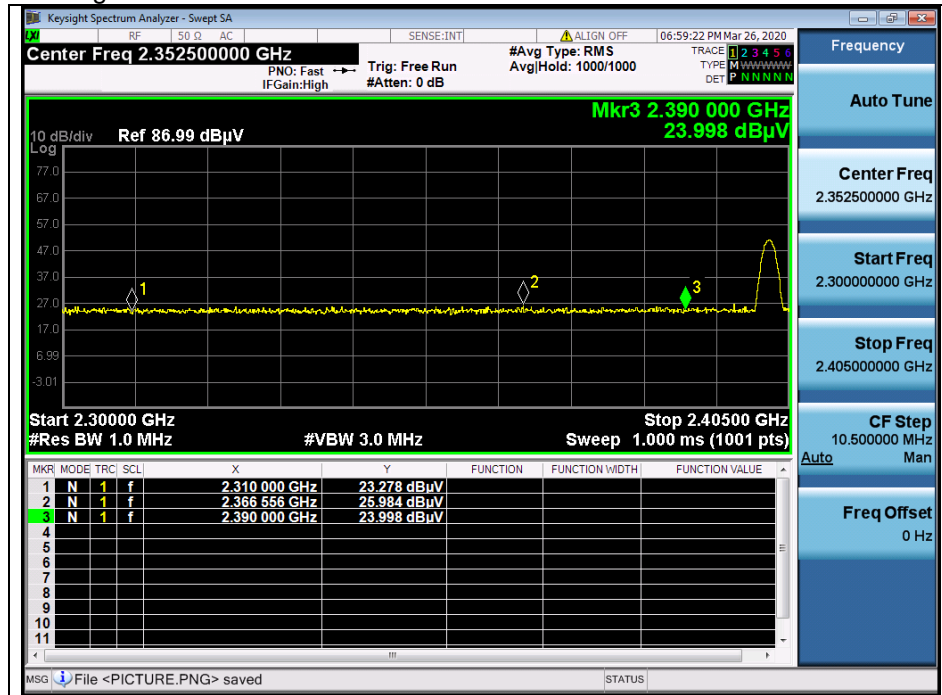 Keysight Spectrum Analyzer - Swept SA
LXI RF 50 Ω AC SENSE:INT ALIGN OFF 06:59:22 PM Mar 26, 2020
Center Freq 2.352500000 GHz
PNO: Fast
IFGain:High
Trig: Free Run
#Atten: 0 dB
#Avg Type: RMS
Avg|Hold: 1000/1000
TRACE 1 2 3 4 5 6
TYPE M WWWWW
DET P N N N N N
Mkr3 2.390 000 GHz
23.998 dBµV
10 dB/div Ref 86.99 dBµV
Log
77.0
67.0
57.0
47.0
37.0
27.0
17.0
6.99
-3.01
1
2
3
Start 2.30000 GHz Stop 2.40500 GHz
#Res BW 1.0 MHz #VBW 3.0 MHz Sweep 1.000 ms (1001 pts)
MKR MODE TRC SCL X Y FUNCTION FUNCTION WIDTH FUNCTION VALUE
1 N 1 f 2.310 000 GHz 23.278 dBµV
2 N 1 f 2.366 556 GHz 25.984 dBµV
3 N 1 f 2.390 000 GHz 23.998 dBµV
4
5
6
7
8
9
10
11
MSG File <PICTURE.PNG> saved STATUS
Frequency
Auto Tune
Center Freq
2.352500000 GHz
Start Freq
2.300000000 GHz
Stop Freq
2.405000000 GHz
CF Step
10.500000 MHz
Auto Man
Freq Offset
0 Hz